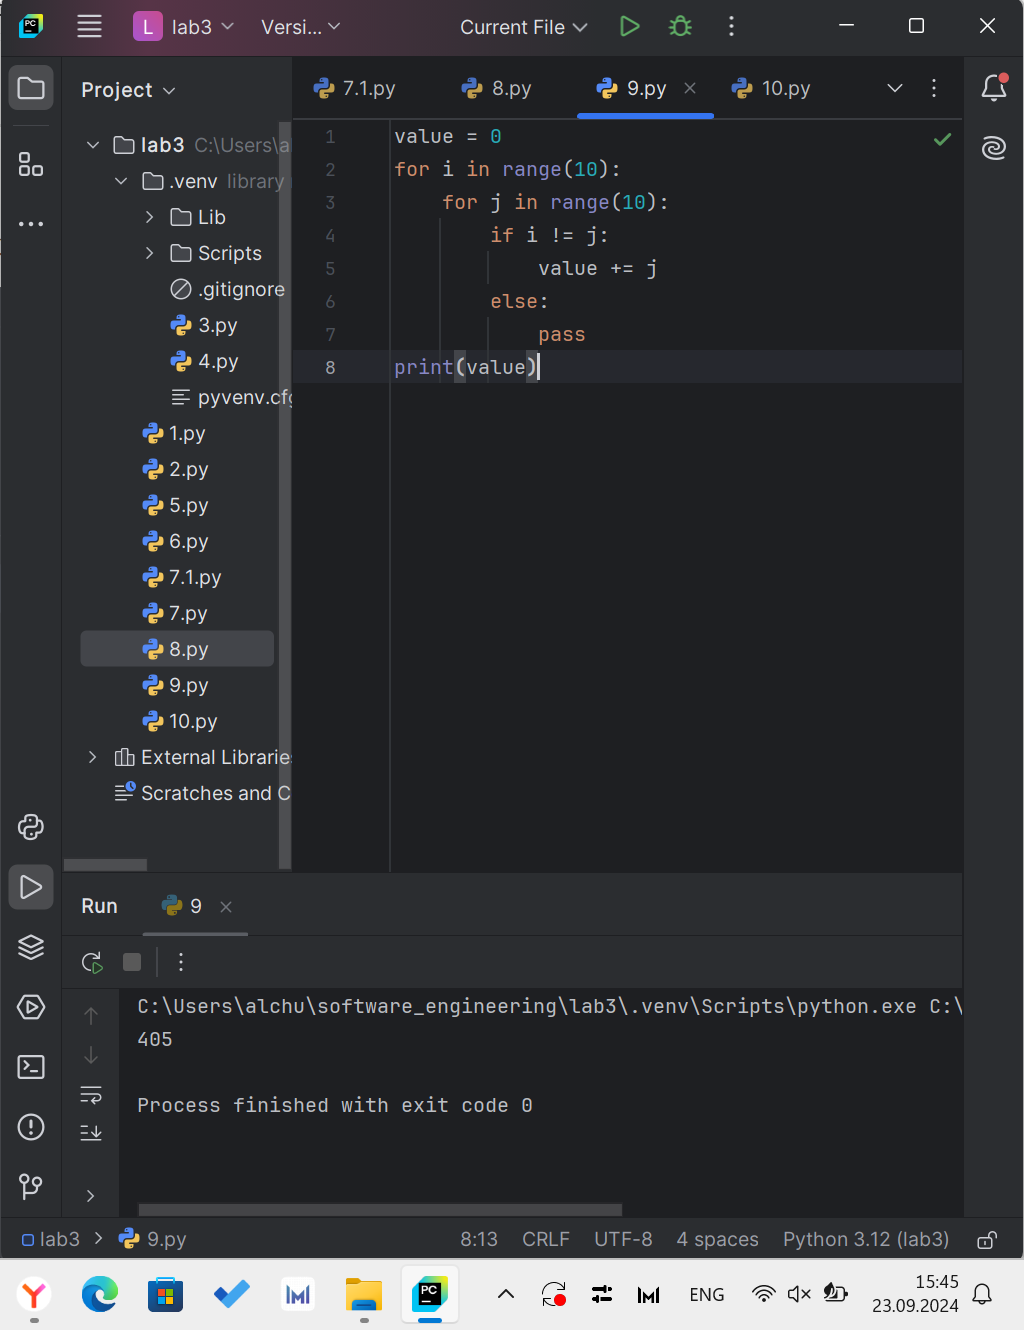 PC
L lab3 Versi... Current File
Project
7.1.py 8.py 9.py 10.py
lab3 C:\Users\a
.venv library
Lib
Scripts
.gitignore
3.py
4.py
pyvenv.cfg
1.py
2.py
5.py
6.py
7.1.py
7.py
8.py
9.py
10.py
External Libraries
Scratches and C
1 value = 0
2 for i in range(10):
3 for j in range(10):
4 if i != j:
5 value += j
6 else:
7 pass
8 print(value)
Run 9
C:\Users\alchu\software_engineering\lab3\.venv\Scripts\python.exe C:\
405
Process finished with exit code 0
lab3 9.py 8:13 CRLF UTF-8 4 spaces Python 3.12 (lab3)
PC ENG 15:45
23.09.2024